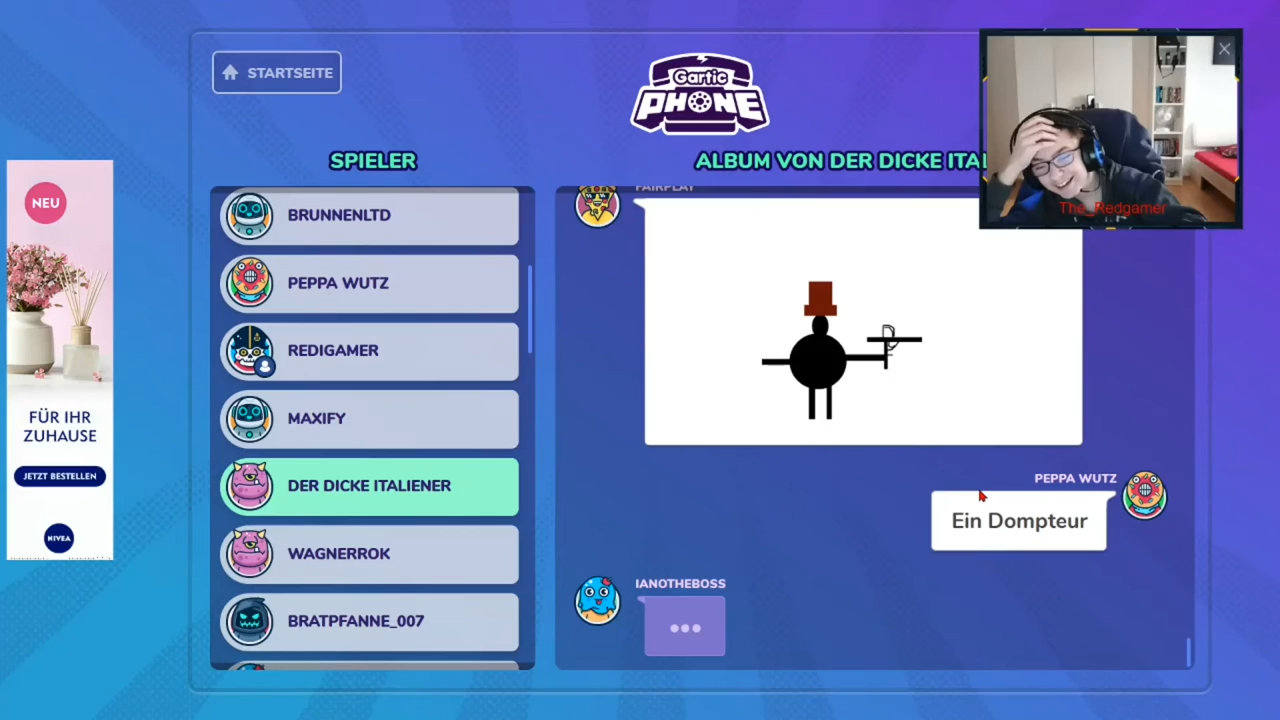 STARTSEITE
Gartic
PHONE
SPIELER
ALBUM VON DER DICKE ITAL
The_Redgamer
NEU
FÜR IHR
ZUHAUSE
JETZT BESTELLEN
NIVEA
BRUNNENLTD
PEPPA WUTZ
REDIGAMER
MAXIFY
DER DICKE ITALIENER
WAGNERROK
BRATPFANNE_007
FAIRPLAY
PEPPA WUTZ
Ein Dompteur
IANOTHEBOSS